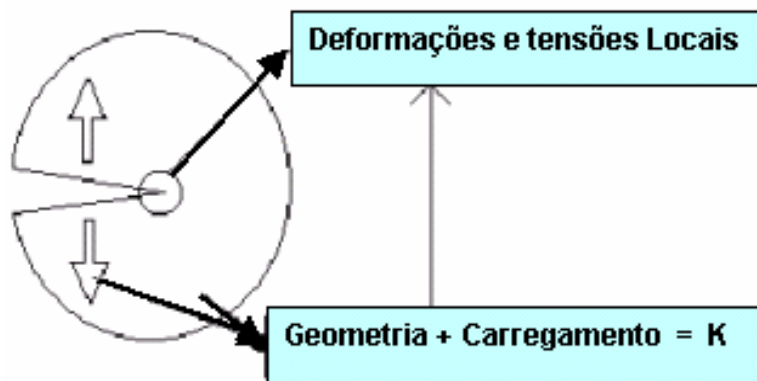 Deformações e tensões Locais
Geometria + Carregamento = K